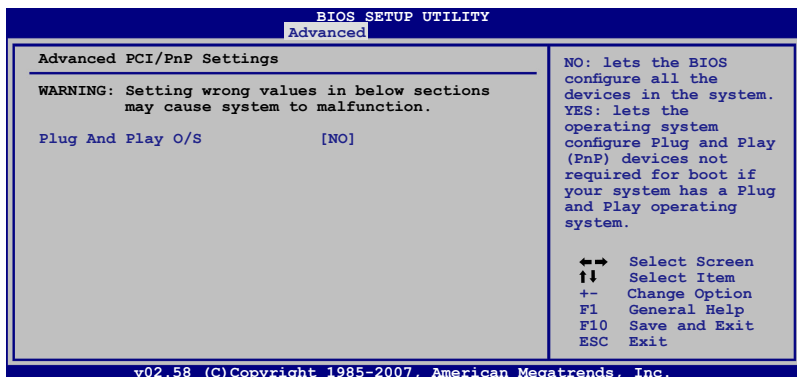 BIOS SETUP UTILITY
Advanced
Advanced PCI/PnP Settings
WARNING: Setting wrong values in below sections
may cause system to malfunction.
Plug And Play O/S [NO]
NO: lets the BIOS
configure all the
devices in the system.
YES: lets the
operating system
configure Plug and Play
(PnP) devices not
required for boot if
your system has a Plug
and Play operating
system.
←→ Select Screen
↑↓ Select Item
+- Change Option
F1 General Help
F10 Save and Exit
ESC Exit
v02.58 (C)Copyright 1985-2007, American Megatrends, Inc.